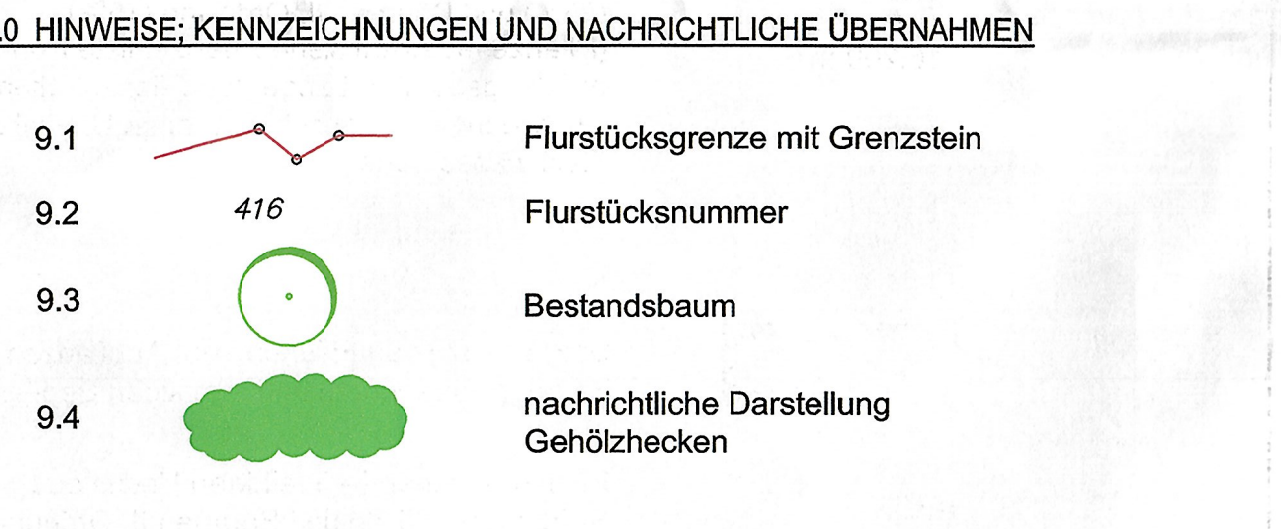 .0 HINWEISE; KENNZEICHNUNGEN UND NACHRICHTLICHE ÜBERNAHMEN
9.1 Flurstücksgrenze mit Grenzstein
9.2 416 Flurstücksnummer
9.3 Bestandsbaum
9.4 nachrichtliche Darstellung
Gehölzhecken